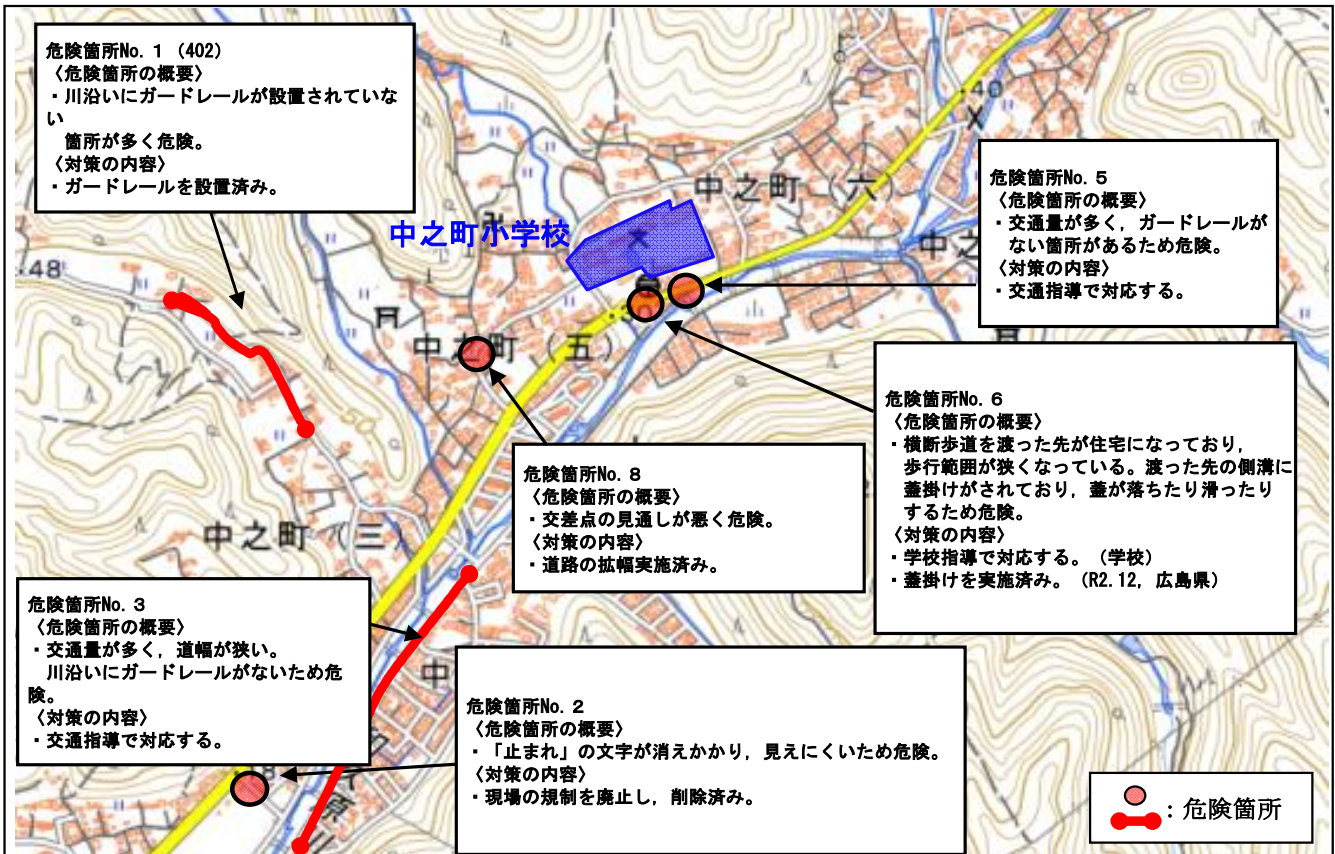 危険箇所No. 1 (402)
〈危険箇所の概要〉
・川沿いにガードレールが設置されていな
い
箇所が多く危険。
〈対策の内容〉
・ガードレールを設置済み。
・40
危険箇所No. 5
〈危険箇所の概要〉
・交通量が多く，ガードレールが
ない箇所があるため危険。
〈対策の内容〉
・交通指導で対応する。
中之町（六）
中之町小学校
文
中之
・48
中之町（五）
危険箇所No. 6
〈危険箇所の概要〉
・横断歩道を渡った先が住宅になっており，
歩行範囲が狭くなっている。渡った先の側溝に
蓋掛けがされており，蓋が落ちたり滑ったり
するため危険。
〈対策の内容〉
・学校指導で対応する。（学校）
・蓋掛けを実施済み。（R2.12，広島県）
危険箇所No. 8
〈危険箇所の概要〉
・交差点の見通しが悪く危険。
〈対策の内容〉
・道路の拡幅実施済み。
中之町（三）
危険箇所No. 3
〈危険箇所の概要〉
・交通量が多く，道幅が狭い。
川沿いにガードレールがないため危
険。
〈対策の内容〉
・交通指導で対応する。
中
危険箇所No. 2
〈危険箇所の概要〉
・「止まれ」の文字が消えかかり，見えにくいため危険。
〈対策の内容〉
・現場の規制を廃止し，削除済み。
原
：危険箇所